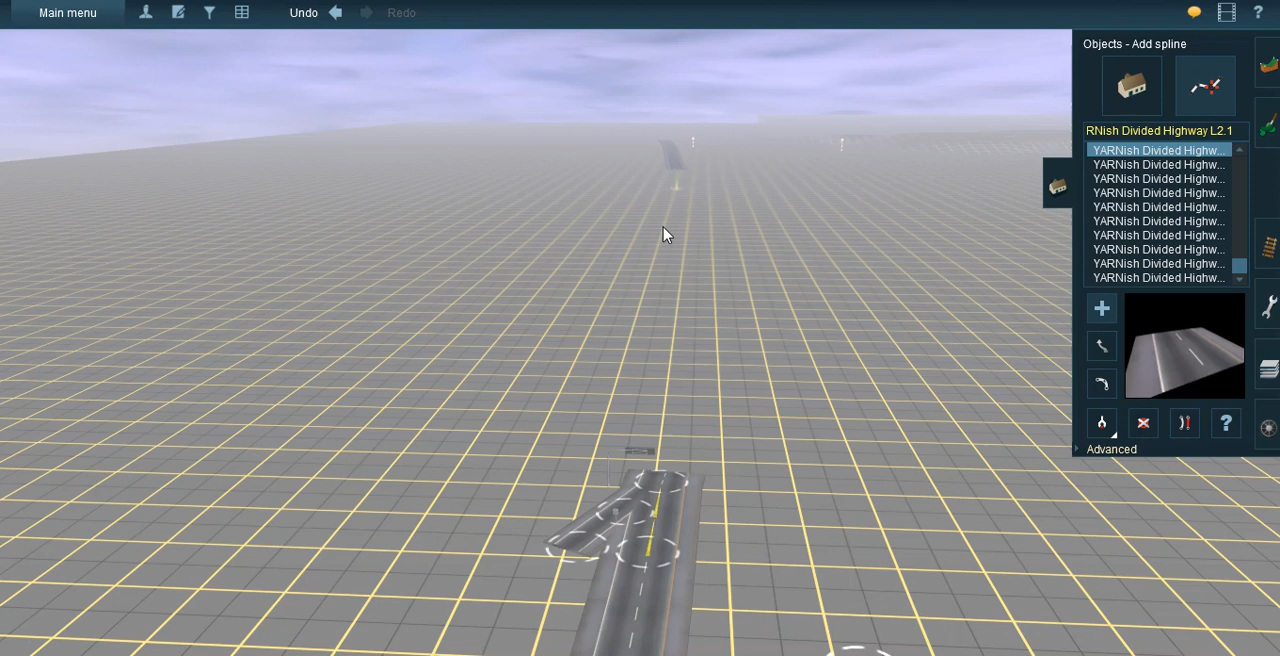 Main menu
Undo
Redo
?
Objects - Add spline
RNish Divided Highway L2.1
YARNish Divided Highw...
YARNish Divided Highw...
YARNish Divided Highw...
YARNish Divided Highw...
YARNish Divided Highw...
YARNish Divided Highw...
YARNish Divided Highw...
YARNish Divided Highw...
YARNish Divided Highw...
YARNish Divided Highw...
?
Advanced